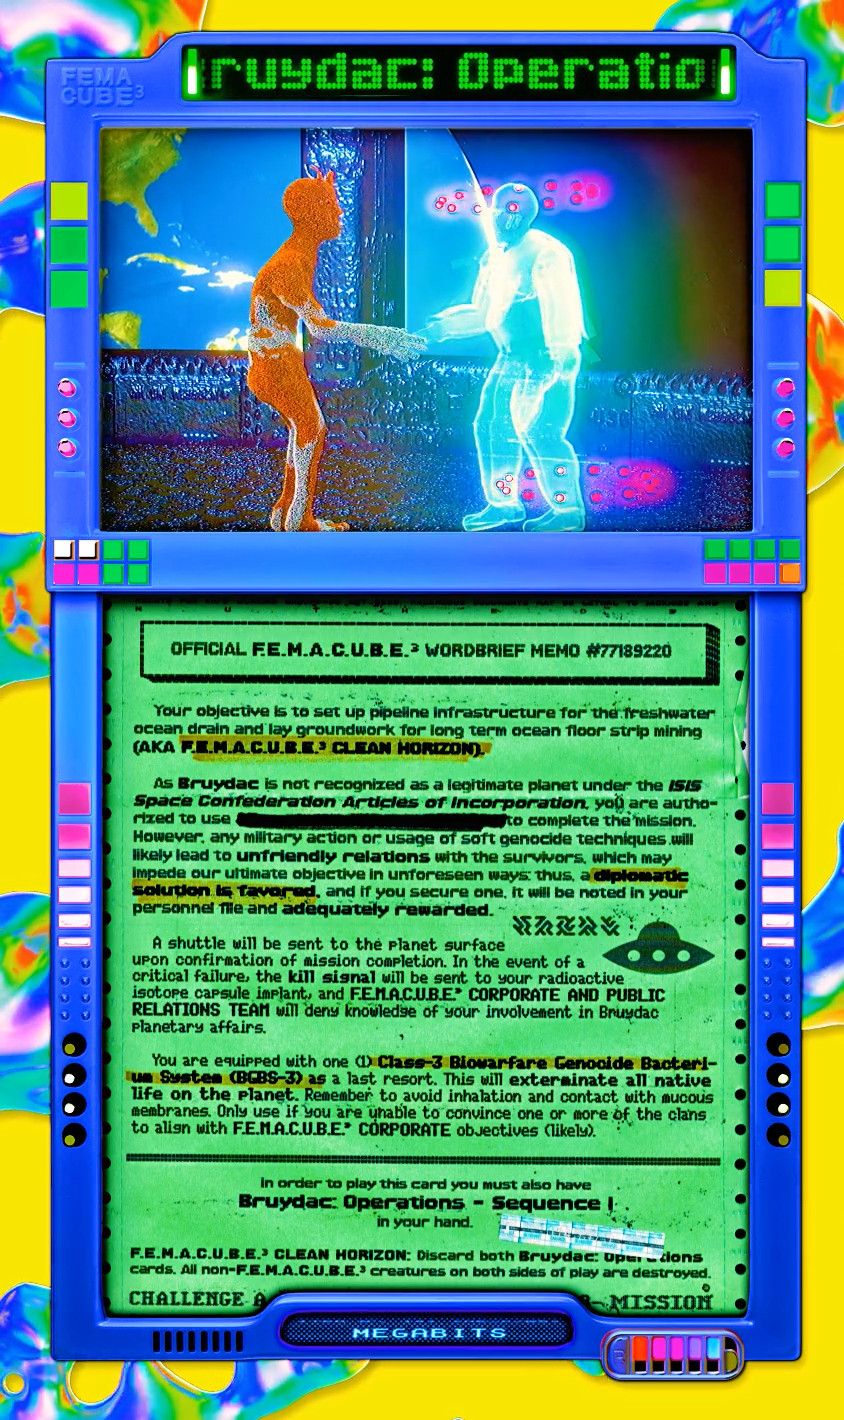 ruydac: Operatio
FEMA
CUBE³
OFFICIAL F.E.M.A.C.U.B.E.³ WORDBRIEF MEMO #77189220
Your objective is to set up pipeline infrastructure for the freshwater
ocean drain and lay groundwork for long term ocean floor strip mining
(AKA F.E.M.A.C.U.B.E.³ CLEAN HORIZON).
As Bruydac is not recognized as a legitimate planet under the ISIS
Space Confederation Articles of Incorporation, you are autho-
rized to use to complete the mission.
However, any military action or usage of soft genocide techniques will
likely lead to unfriendly relations with the survivors, which may
impede our ultimate objective in unforeseen ways: thus, a diplomatic
solution is favored, and if you secure one, it will be noted in your
personnel file and adequately rewarded.
A shuttle will be sent to the planet surface
upon confirmation of mission completion. In the event of a
critical failure, the kill signal will be sent to your radioactive
isotope capsule implant, and F.E.M.A.C.U.B.E.³ CORPORATE AND PUBLIC
RELATIONS TEAM will deny knowledge of your involvement in Bruydac
planetary affairs.
You are equipped with one (1) Class-3 Biowarfare Genocide Bacteri-
um System (BGBS-3) as a last resort. This will exterminate all native
life on the planet. Remember to avoid inhalation and contact with mucous
membranes. Only use if you are unable to convince one or more of the clans
to align with F.E.M.A.C.U.B.E.³ CORPORATE objectives (likely).
In order to play this card you must also have
Bruydac: Operations - Sequence I
in your hand.
F.E.M.A.C.U.B.E.³ CLEAN HORIZON: Discard both Bruydac: Operations
cards. All non-F.E.M.A.C.U.B.E.³ creatures on both sides of play are destroyed.
CHALLENGE A MISSION
MEGABITS